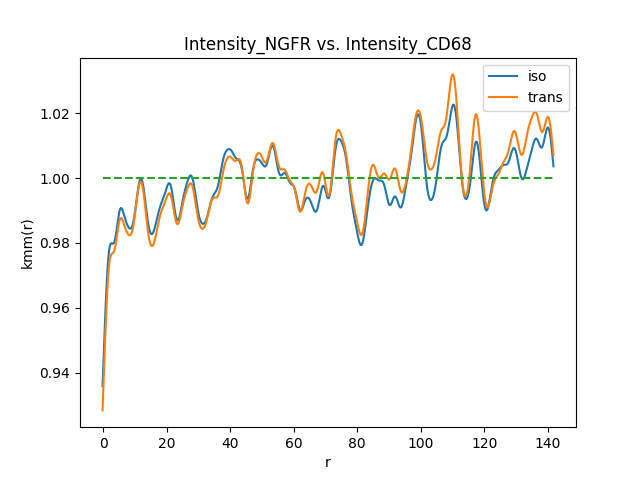 Intensity_NGFR vs. Intensity_CD68
iso
trans
1.02
1.00
0.98
0.96
0.94
kmm(r)
0 20 40 60 80 100 120 140
r